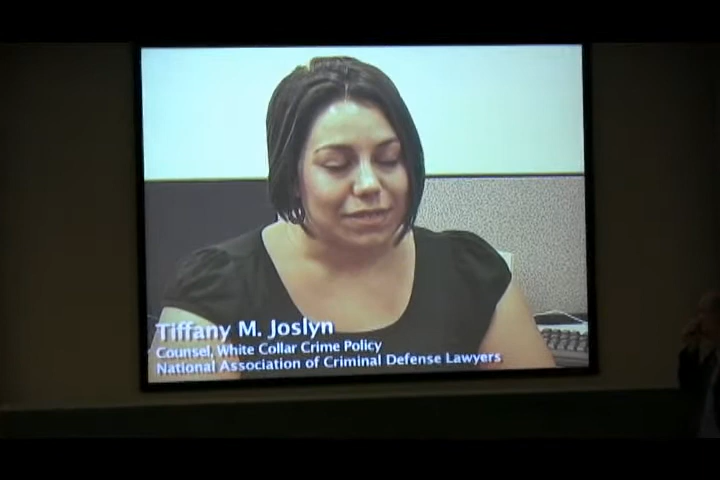 Tiffany M. Joslyn
Counsel, White Collar Crime Policy
National Association of Criminal Defense Lawyers